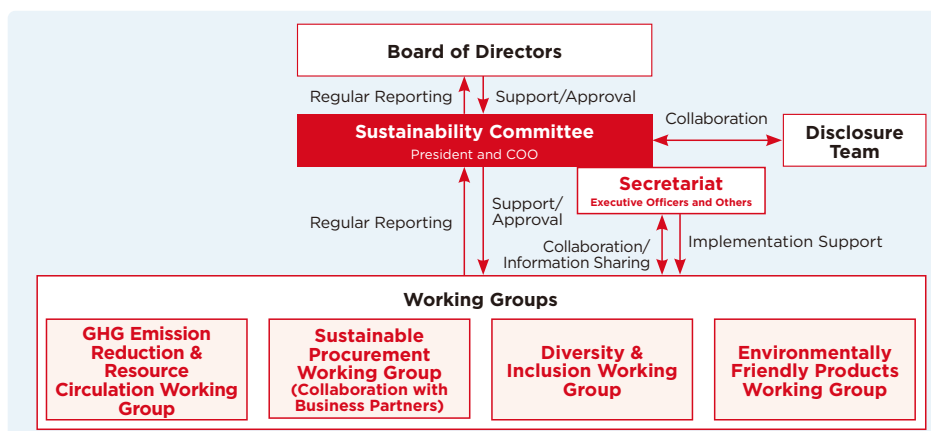 Board of Directors
Regular Reporting
Support/Approval
Sustainability Committee
President and COO
Collaboration
Disclosure
Team
Secretariat
Executive Officers and Others
Regular Reporting
Support/
Approval
Collaboration/
Information Sharing
Implementation Support
Working Groups
GHG Emission
Reduction &
Resource
Circulation Working
Group
Sustainable
Procurement
Working Group
(Collaboration with
Business Partners)
Diversity &
Inclusion Working
Group
Environmentally
Friendly Products
Working Group